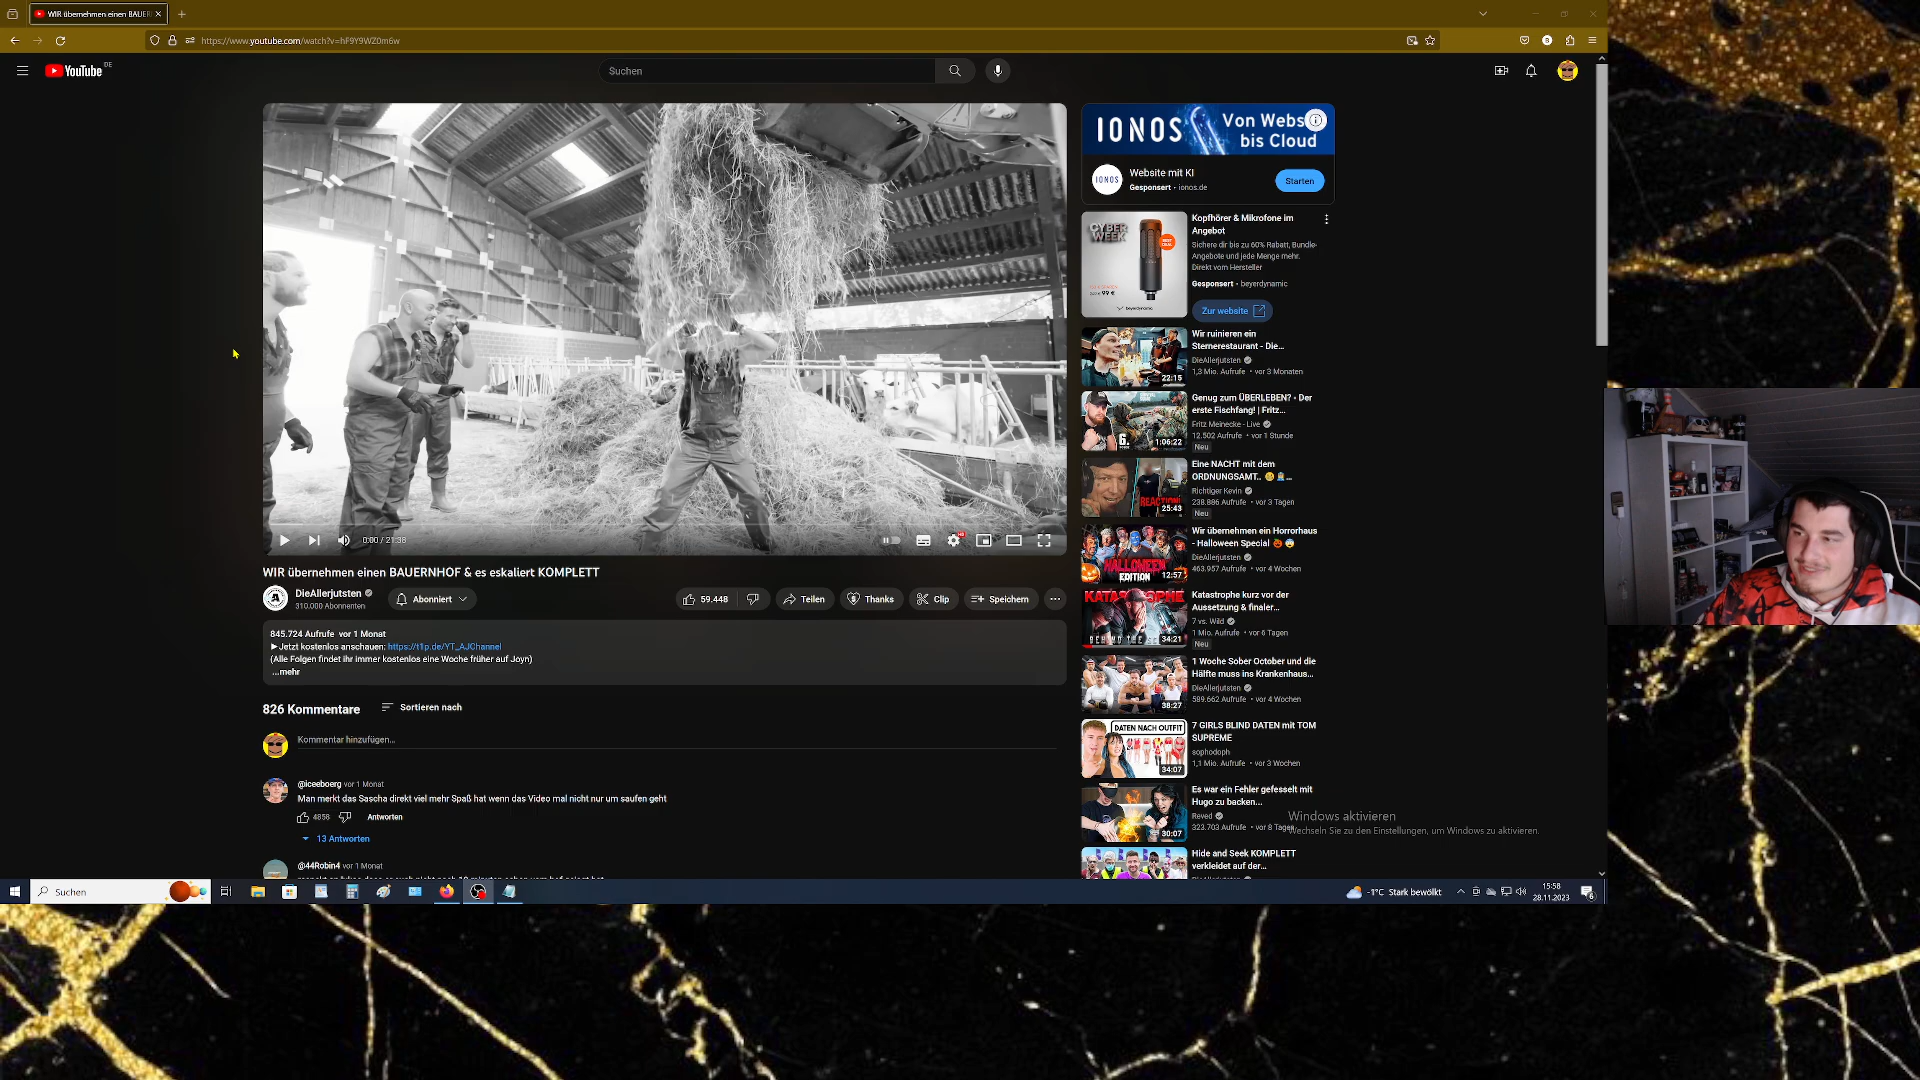 WIR übernehmen einen BAUER
https://www.youtube.com/watch?v=hF9Y9WZ0m6w
YouTube DE
Suchen
0:00 / 21:38
WIR übernehmen einen BAUERNHOF & es eskaliert KOMPLETT
DieAllerjutsten
310.000 Abonnenten
Abonniert
59.448
Teilen
Thanks
Clip
Speichern
845.724 Aufrufe vor 1 Monat
▶Jetzt kostenlos anschauen: https://t1p.de/YT_AJChannel
(Alle Folgen findet ihr immer kostenlos eine Woche früher auf Joyn)
...mehr
826 Kommentare
Sortieren nach
Kommentar hinzufügen...
@iceeboerg vor 1 Monat
Man merkt das Sascha direkt viel mehr Spaß hat wenn das Video mal nicht nur um saufen geht
4858
Antworten
13 Antworten
@44Robin4 vor 1 Monat
IONOS
Von Webs
bis Cloud
IONOS
Website mit KI
Gesponsert • ionos.de
Starten
CYBER
WEEK
99 €
beyerdynamic
Kopfhörer & Mikrofone im
Angebot
Sichere dir bis zu 60% Rabatt, Bundle-
Angebote und jede Menge mehr.
Direkt vom Hersteller
Gesponsert • beyerdynamic
Zur website
22:15
Wir ruinieren ein
Sternerestaurant - Die...
DieAllerjutsten
1,3 Mio. Aufrufe • vor 3 Monaten
6.
1:06:22
Genug zum ÜBERLEBEN? - Der
erste Fischfang! | Fritz...
Fritz Meinecke - Live
12.502 Aufrufe • vor 1 Stunde
Neu
REACTION
25:43
Eine NACHT mit dem
ORDNUNGSAMT.. 😳👮...
Richtiger Kevin
238.886 Aufrufe • vor 3 Tagen
Neu
HALLOWEEN
EDITION
12:57
Wir übernehmen ein Horrorhaus
- Halloween Special 🎃😨
DieAllerjutsten
463.957 Aufrufe • vor 4 Wochen
KATASTROPHE
BEHIND THE SC
34:21
Katastrophe kurz vor der
Aussetzung & finaler...
7 vs. Wild
1 Mio. Aufrufe • vor 6 Tagen
Neu
38:27
1 Woche Sober October und die
Hälfte muss ins Krankenhaus...
DieAllerjutsten
589.662 Aufrufe • vor 4 Wochen
DATEN NACH OUTFIT
34:07
7 GIRLS BLIND DATEN mit TOM
SUPREME
sophodoph
1,1 Mio. Aufrufe • vor 3 Wochen
30:07
Es war ein Fehler gefesselt mit
Hugo zu backen...
Reved
323.703 Aufrufe • vor 8 Tagen
Hide and Seek KOMPLETT
verkleidet auf der...
Windows aktivieren
Wechseln Sie zu den Einstellungen, um Windows zu aktivieren.
Suchen
-1°C Stark bewölkt
15:58
28.11.2023
6